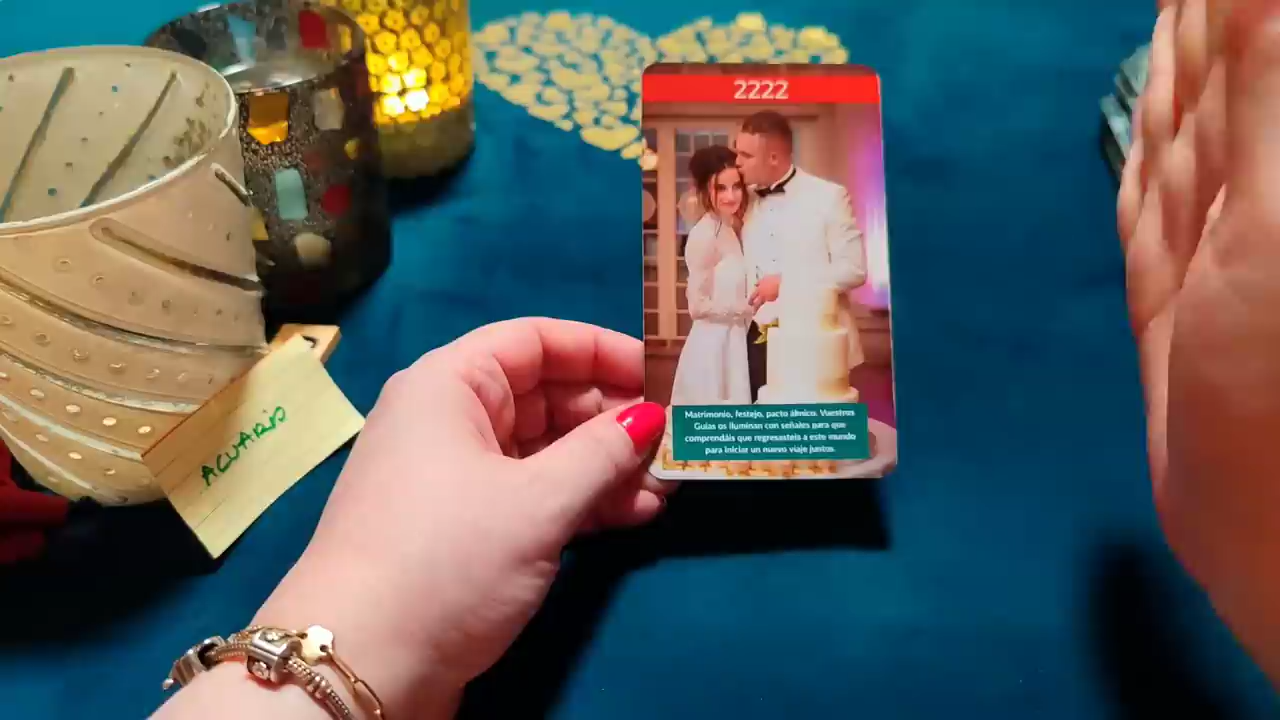 2222
Matrimonio, festejo, pacto álmico. Vuestros
Guías os iluminan con señales para que
comprendáis que regresasteis a este mundo
para iniciar un nuevo viaje juntos.
ACUARIO